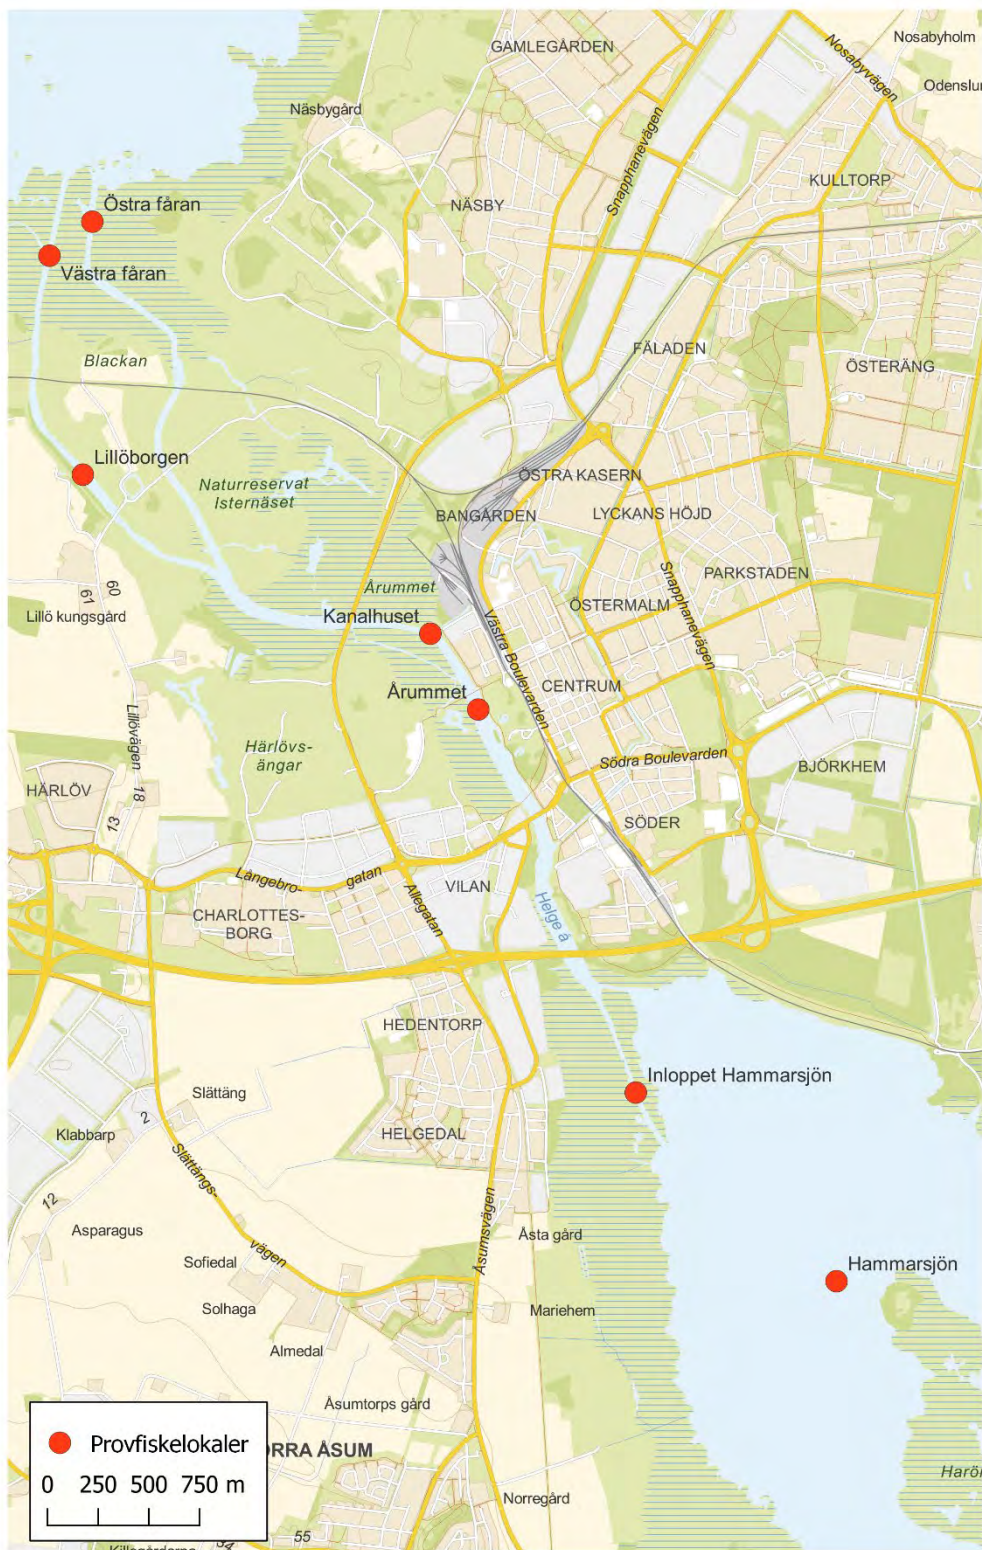 Nosabyholm
GAMLEGÅRDEN
Nosabyvägen
Näsbygård
Snapphanevägen
KULLTORP
Östra fåran
NÄSBY
Västra fåran
Blackan
FÄLADEN
ÖSTERÄNG
Lillöborgen
Naturreservat
Isternäset
ÖSTRA KASERN
BANGÅRDEN
LYCKANS HÖJD
PARKSTADEN
Årummet
ÖSTERMALM
Snapphanevägen
60
61
Lillö kungsgård
Kanalhuset
Västra Boulevarden
CENTRUM
Årummet
Lillövägen
18
13
Härlövs-
ängar
Södra Boulevarden
BJÖRKHEM
HÄRLÖV
SÖDER
Långebro-
gatan
VILAN
Allegatan
Helge å
CHARLOTTES-
BORG
HEDENTORP
Inloppet Hammarsjön
Slättäng
2
Klabbarp
HELGEDAL
Slättängs-
vägen
12
Asparagus
Åsumsvägen
Åsta gård
Sofiedal
Hammarsjön
Solhaga
Mariehem
Almedal
Åsumtorps gård
Provfiskelokaler
ORRA ÅSUM
0 250 500 750 m
Norregård
55
54